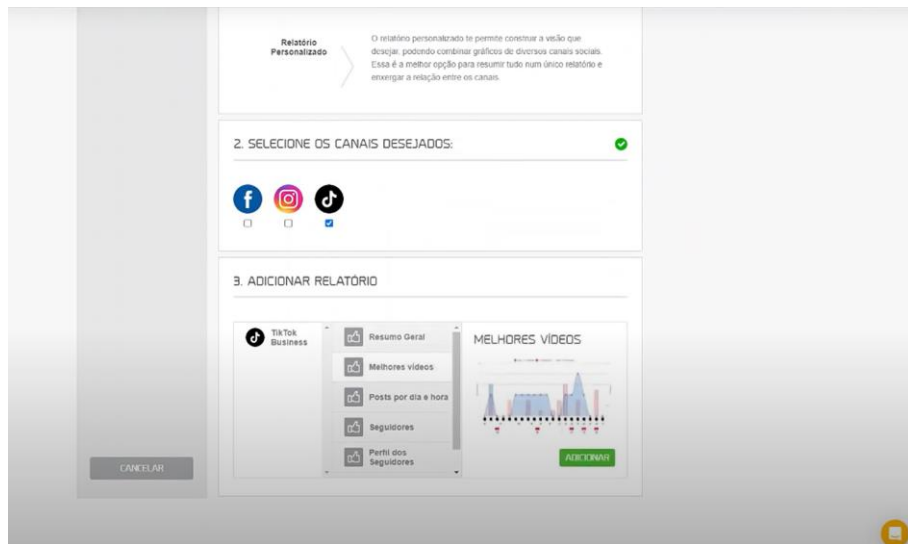 Relatório
Personalizado
O relatório personalizado te permite construir a visão que
desejar, podendo combinar gráficos de diversos canais sociais.
Essa é a melhor opção para resumir tudo num único relatório e
enxergar a relação entre os canais.
2. SELECIONE OS CANAIS DESEJADOS:
3. ADICIONAR RELATÓRIO
TikTok
Business
Resumo Geral
Melhores vídeos
Posts por dia e hora
Seguidores
Perfil dos
Seguidores
MELHORES VÍDEOS
ADICIONAR
CANCELAR